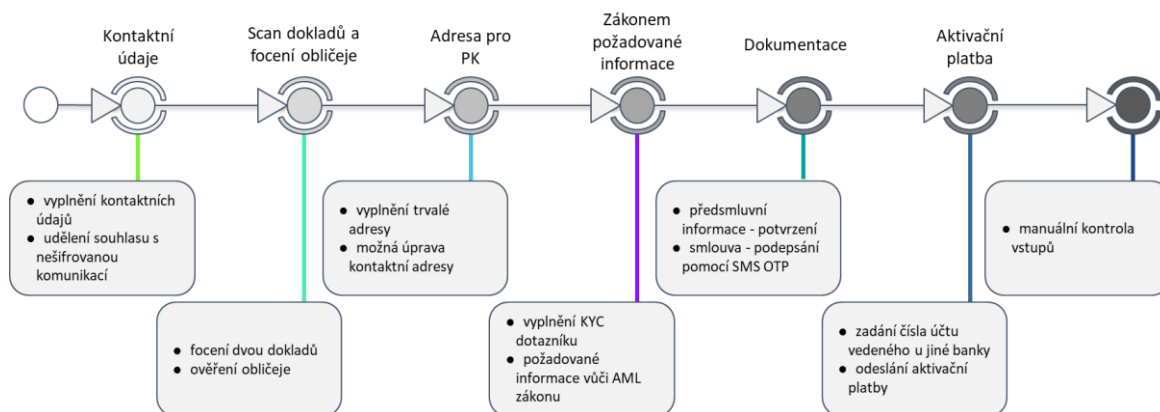 Kontaktní
údaje
Scan dokladů a
focení obličeje
Adresa pro
PK
Zákonem
požadované
informace
Dokumentace
Aktivační
platba
● vyplnění kontaktních
údajů
● udělení souhlasu s
nešifrovanou
komunikací
● focení dvou dokladů
● ověření obličeje
● vyplnění trvalé
adresy
● možná úprava
kontaktní adresy
● vyplnění KYC
dotazníku
● požadované
informace vůči AML
zákonu
● předsmluvní
informace - potvrzení
● smlouva - podepsání
pomocí SMS OTP
● zadání čísla účtu
vedeného u jiné banky
● odeslání aktivační
platby
● manuální kontrola
vstupů